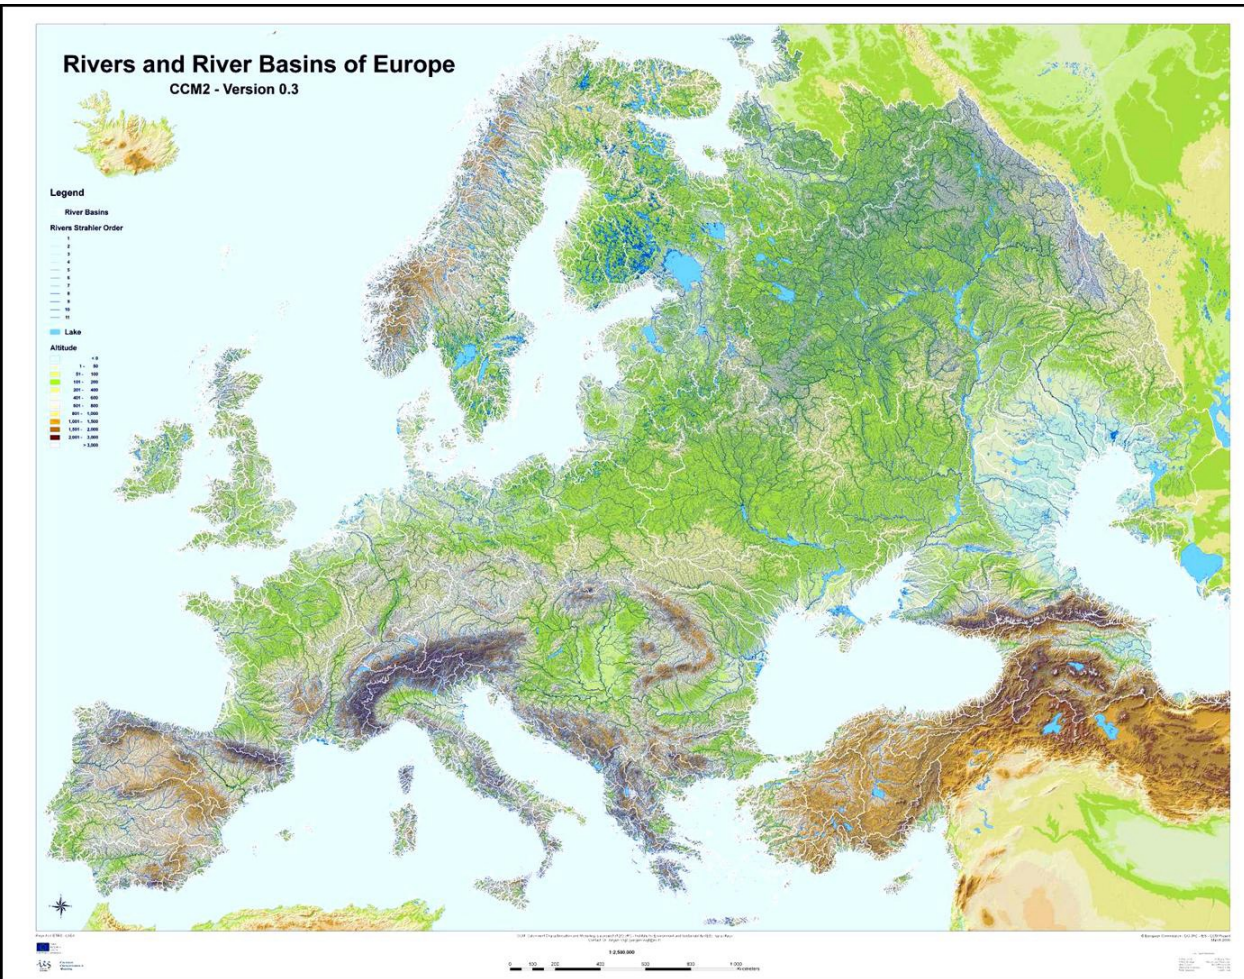 Rivers and River Basins of Europe
CCM2 - Version 0.3
Legend
River Basins
Rivers Strahler Order
1
2
3
4
5
6
7
8
9
10
11
Lake
Altitude
< 0
1 - 50
51 - 100
101 - 200
201 - 400
401 - 600
601 - 800
801 - 1,000
1,001 - 1,500
1,501 - 2,000
2,001 - 3,000
> 3,000
1:2,500,000
0 100 200 400 600 800 1 000
Kilometers